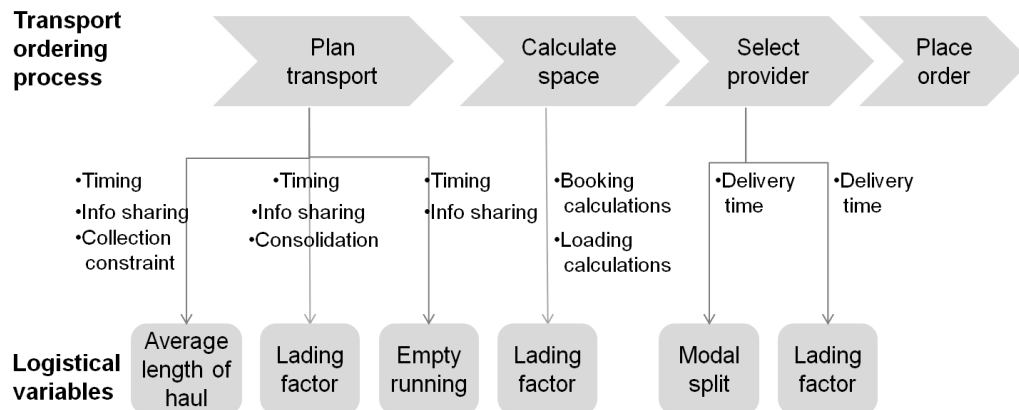 Transport
ordering
process
Plan
transport
Calculate
space
Select
provider
Place
order
•Timing
•Info sharing
•Collection
constraint
•Timing
•Info sharing
•Consolidation
•Timing
•Info sharing
•Booking
calculations
•Loading
calculations
•Delivery
time
•Delivery
time
Logistical
variables
Average
length of
haul
Lading
factor
Empty
running
Lading
factor
Modal
split
Lading
factor